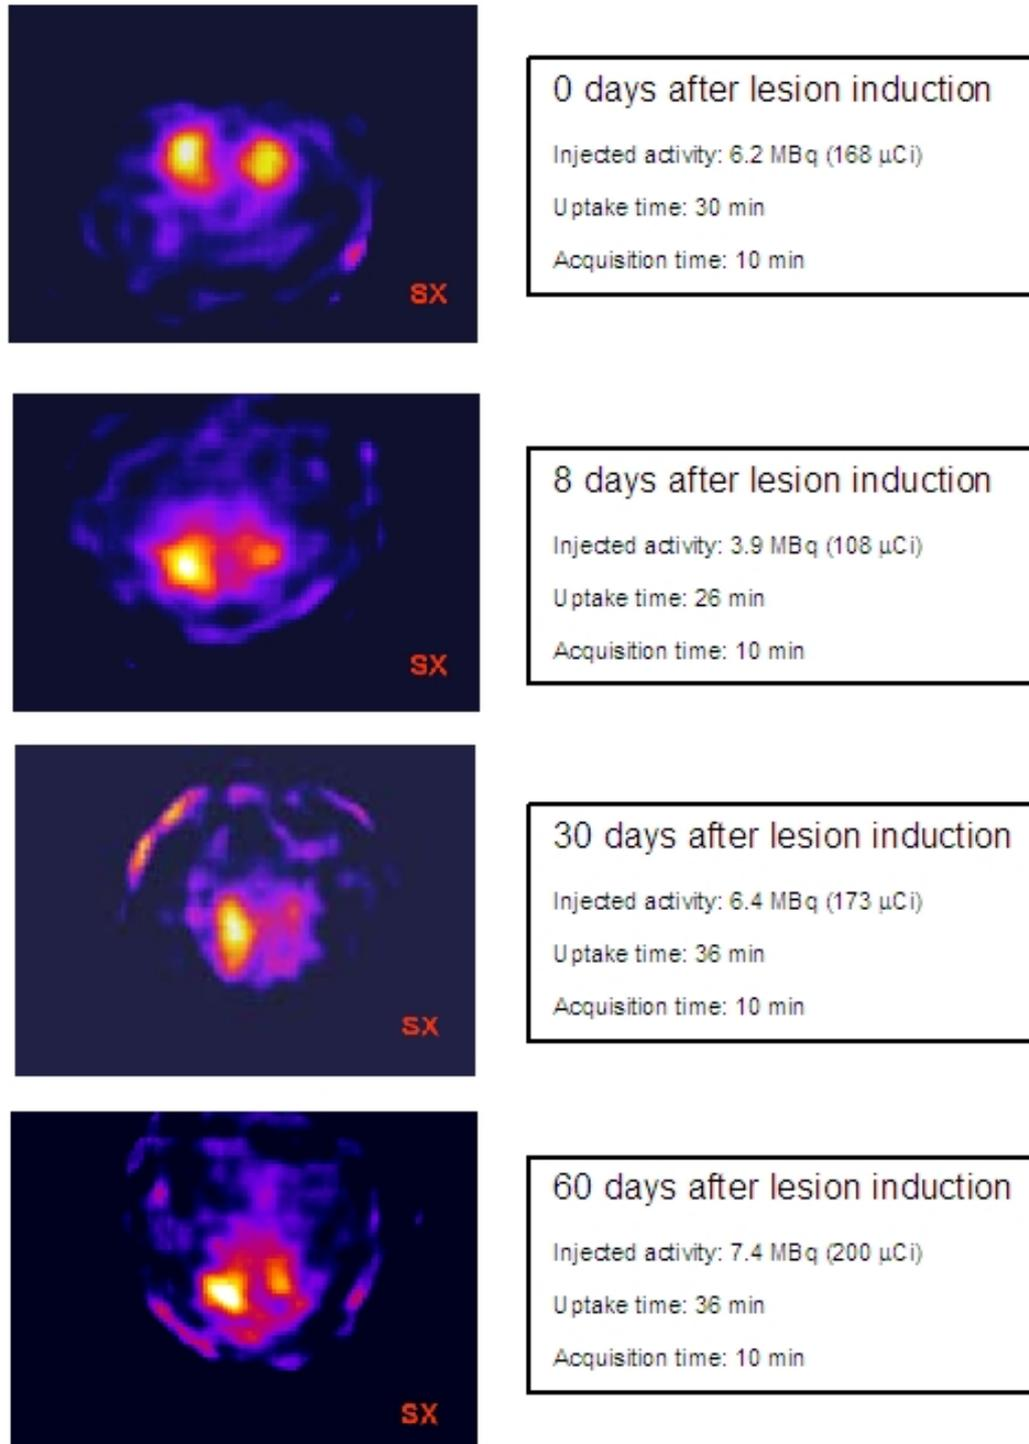 0 days after lesion induction
Injected activity: 6.2 MBq (168 μCi)
Uptake time: 30 min
Acquisition time: 10 min
SX
8 days after lesion induction
Injected activity: 3.9 MBq (108 μCi)
Uptake time: 26 min
Acquisition time: 10 min
SX
30 days after lesion induction
Injected activity: 6.4 MBq (173 μCi)
Uptake time: 36 min
Acquisition time: 10 min
SX
60 days after lesion induction
Injected activity: 7.4 MBq (200 μCi)
Uptake time: 36 min
Acquisition time: 10 min
SX